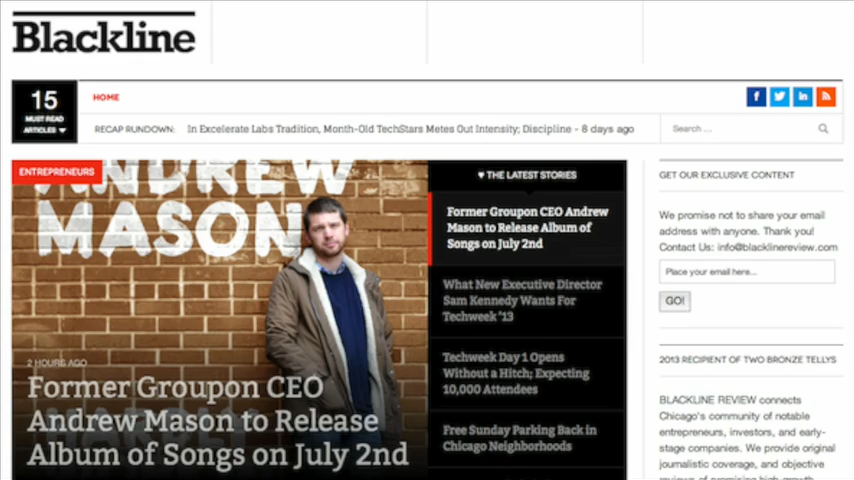 Blackline
15
MUST READ
ARTICLES
HOME
RECAP RUNDOWN: In Excelerate Labs Tradition, Month-Old TechStars Metes Out Intensity; Discipline - 8 days ago
Search ...
ENTREPRENEURS
ANDREW
MASON
2 HOURS AGO
Former Groupon CEO
Andrew Mason to Release
Album of Songs on July 2nd
♥ THE LATEST STORIES
Former Groupon CEO Andrew
Mason to Release Album of
Songs on July 2nd
What New Executive Director
Sam Kennedy Wants For
Techweek '13
Techweek Day 1 Opens
Without a Hitch; Expecting
10,000 Attendees
Free Sunday Parking Back in
Chicago Neighborhoods
GET OUR EXCLUSIVE CONTENT
We promise not to share your email
address with anyone. Thank you!
Contact Us: info@blacklinereview.com
Place your email here...
GO!
2013 RECIPIENT OF TWO BRONZE TELLYS
BLACKLINE REVIEW connects
Chicago's community of notable
entrepreneurs, investors, and early-
stage companies. We provide original
journalistic coverage, and objective
reviews of promising high-growth